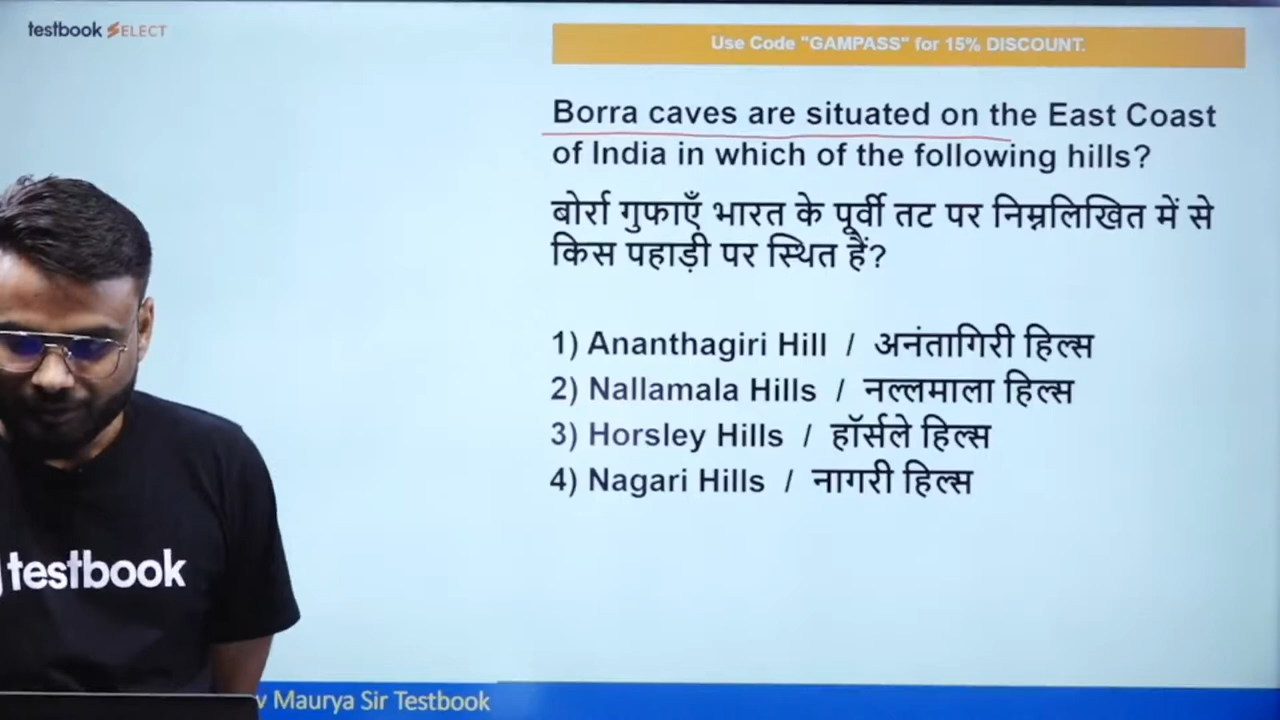 testbook SELECT
Use Code "GAMPASS" for 15% DISCOUNT.
Borra caves are situated on the East Coast
of India in which of the following hills?
बोर्रा गुफाएँ भारत के पूर्वी तट पर निम्नलिखित में से
किस पहाड़ी पर स्थित हैं?
1) Ananthagiri Hill / अनंतागिरी हिल्स
2) Nallamala Hills / नल्लमाला हिल्स
3) Horsley Hills / हॉर्सले हिल्स
4) Nagari Hills / नागरी हिल्स
testbook
v Maurya Sir Testbook